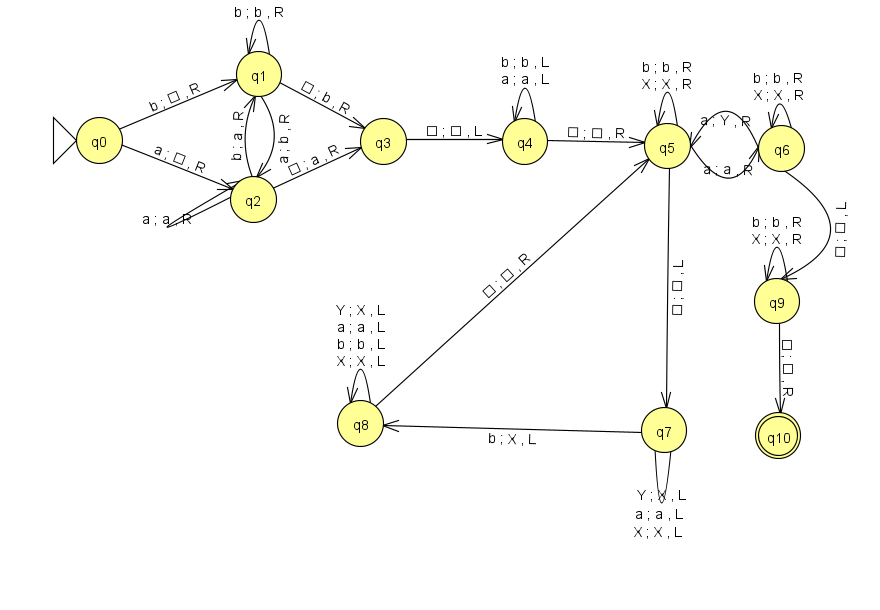 b ; b , R
q1
b ; □ , R
□ ; b , R
b ; b , L
a ; a , L
b ; b , R
X ; X , R
b ; b , R
X ; X , R
q0
b ; a , R
a ; b , R
q3
□ ; □ , L
q4
□ ; □ , R
q5
a , Y , R
a ; a , R
q6
a ; □ , R
□ ; a , R
q2
a ; a , R
□ ; □ , L
b ; b , R
X ; X , R
□ ; □ , R
□ ; □ , L
q9
Y ; X , L
a ; a , L
b ; b , L
X ; X , L
□ ; □ , R
q8
b ; X , L
q7
q10
Y ; X , L
a ; a , L
X ; X , L